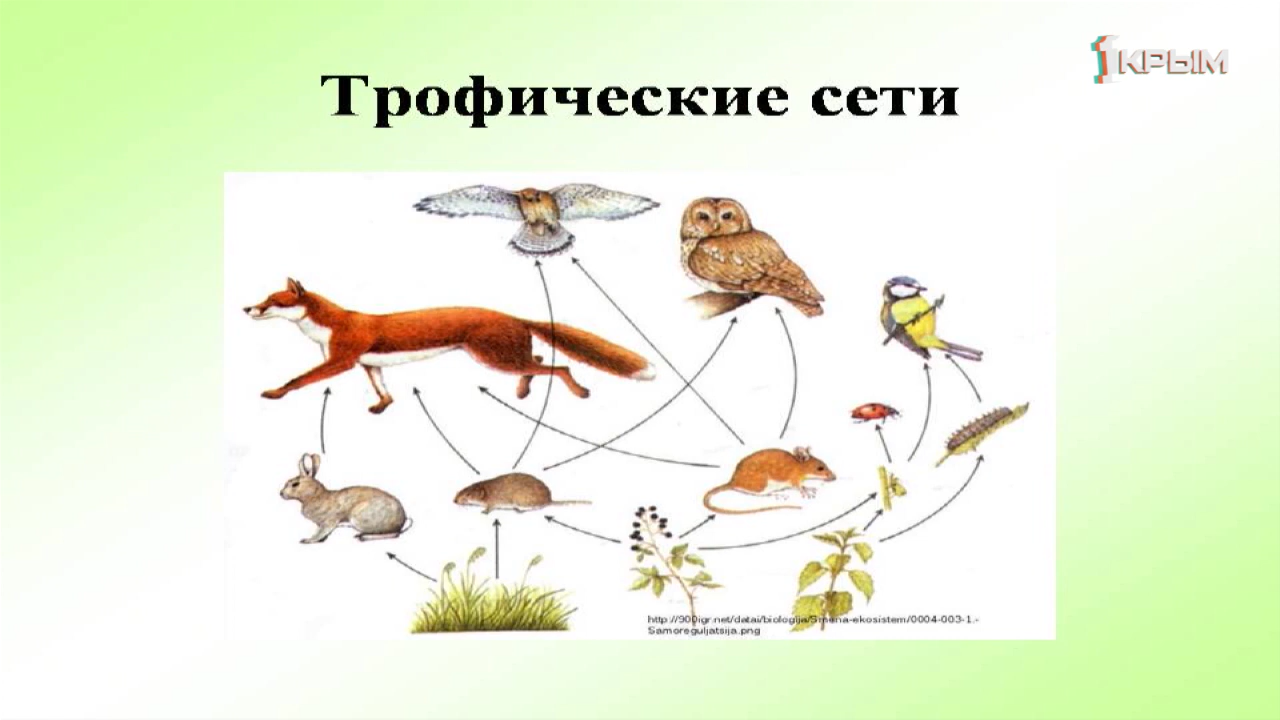 1КРЫМ
Трофические сети
http://900igr.net/datai/biologija/Smena-ekosistem/0004-003-1.-
Samoreguljatsija.png